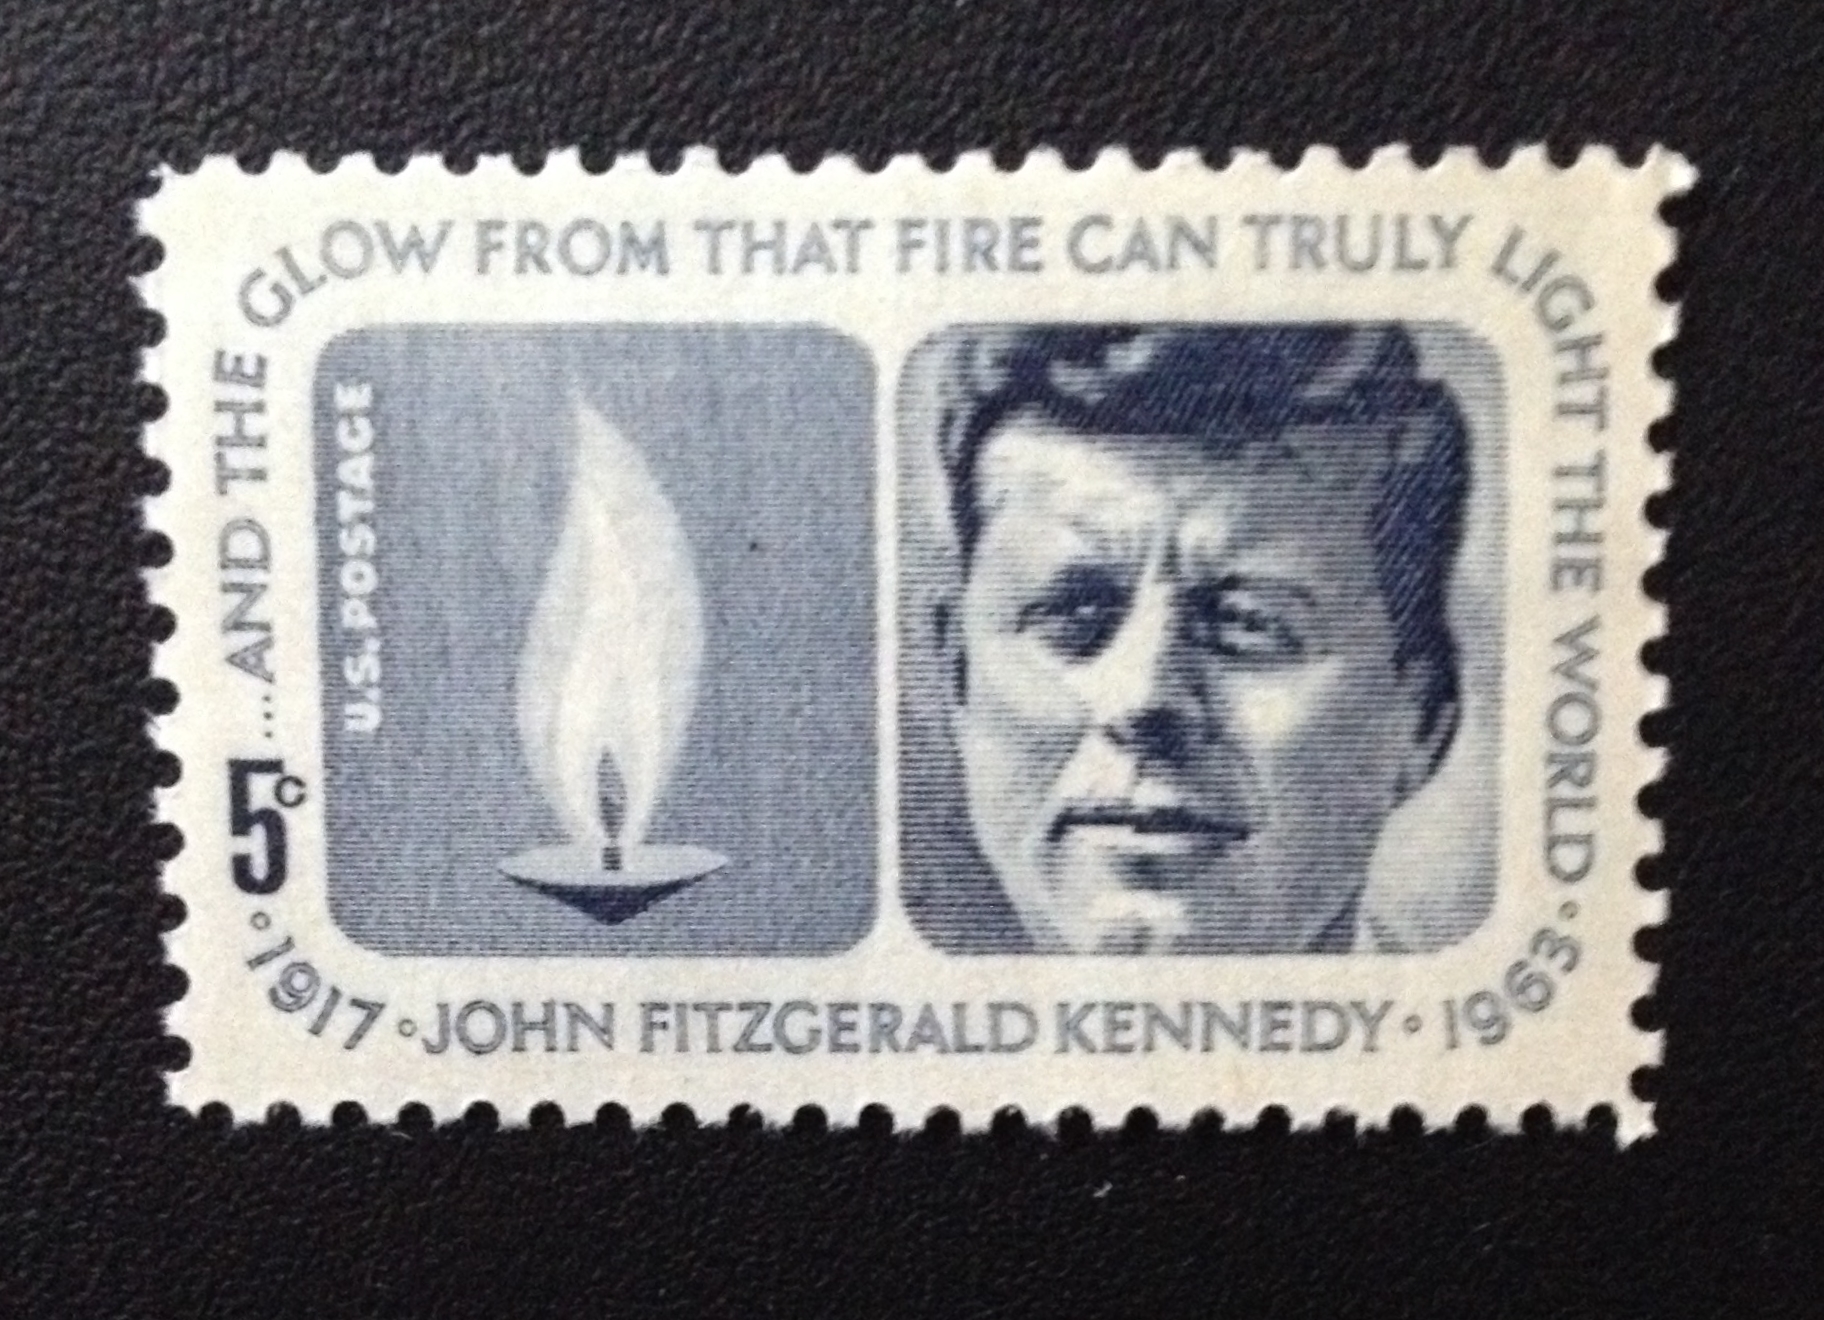 ...AND THE GLOW FROM THAT FIRE CAN TRULY LIGHT THE WORLD
U.S.POSTAGE
5c
1917 · JOHN FITZGERALD KENNEDY · 1963